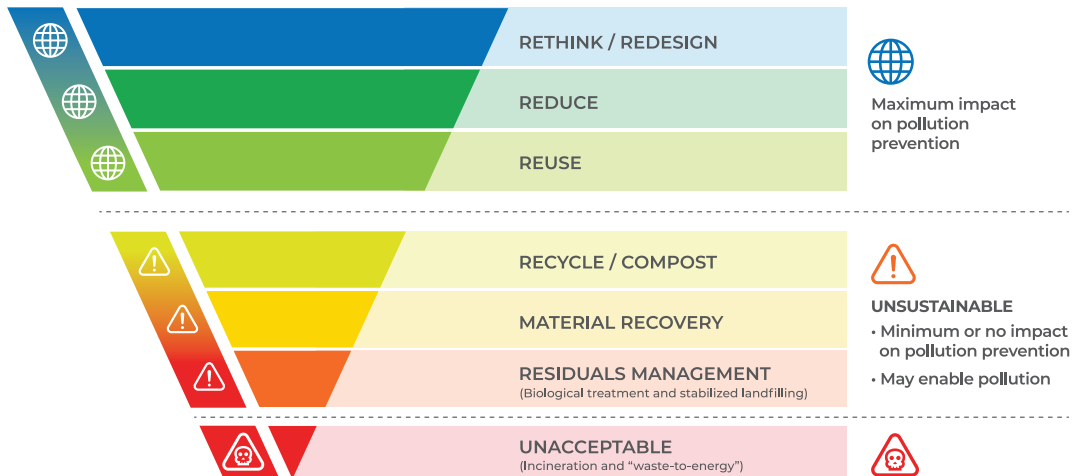 RETHINK / REDESIGN
REDUCE
REUSE
Maximum impact
on pollution
prevention
RECYCLE / COMPOST
MATERIAL RECOVERY
RESIDUALS MANAGEMENT
(Biological treatment and stabilized landfilling)
UNSUSTAINABLE
• Minimum or no impact
on pollution prevention
• May enable pollution
UNACCEPTABLE
(Incineration and “waste-to-energy”)